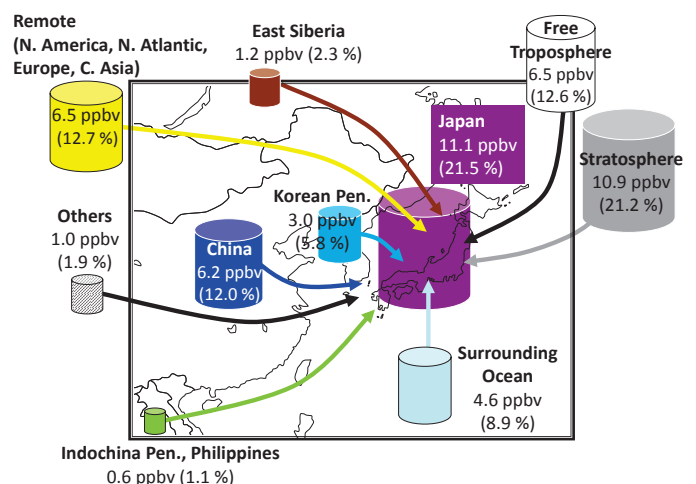 Remote
(N. America, N. Atlantic,
Europe, C. Asia)
6.5 ppbv
(12.7 %)
East Siberia
1.2 ppbv (2.3 %)
Free
Troposphere
6.5 ppbv
(12.6 %)
Japan
11.1 ppbv
(21.5 %)
Stratosphere
10.9 ppbv
(21.2 %)
Korean Pen.
3.0 ppbv
(5.8 %)
Others
1.0 ppbv
(1.9 %)
China
6.2 ppbv
(12.0 %)
Surrounding
Ocean
4.6 ppbv
(8.9 %)
Indochina Pen., Philippines
0.6 ppbv (1.1 %)